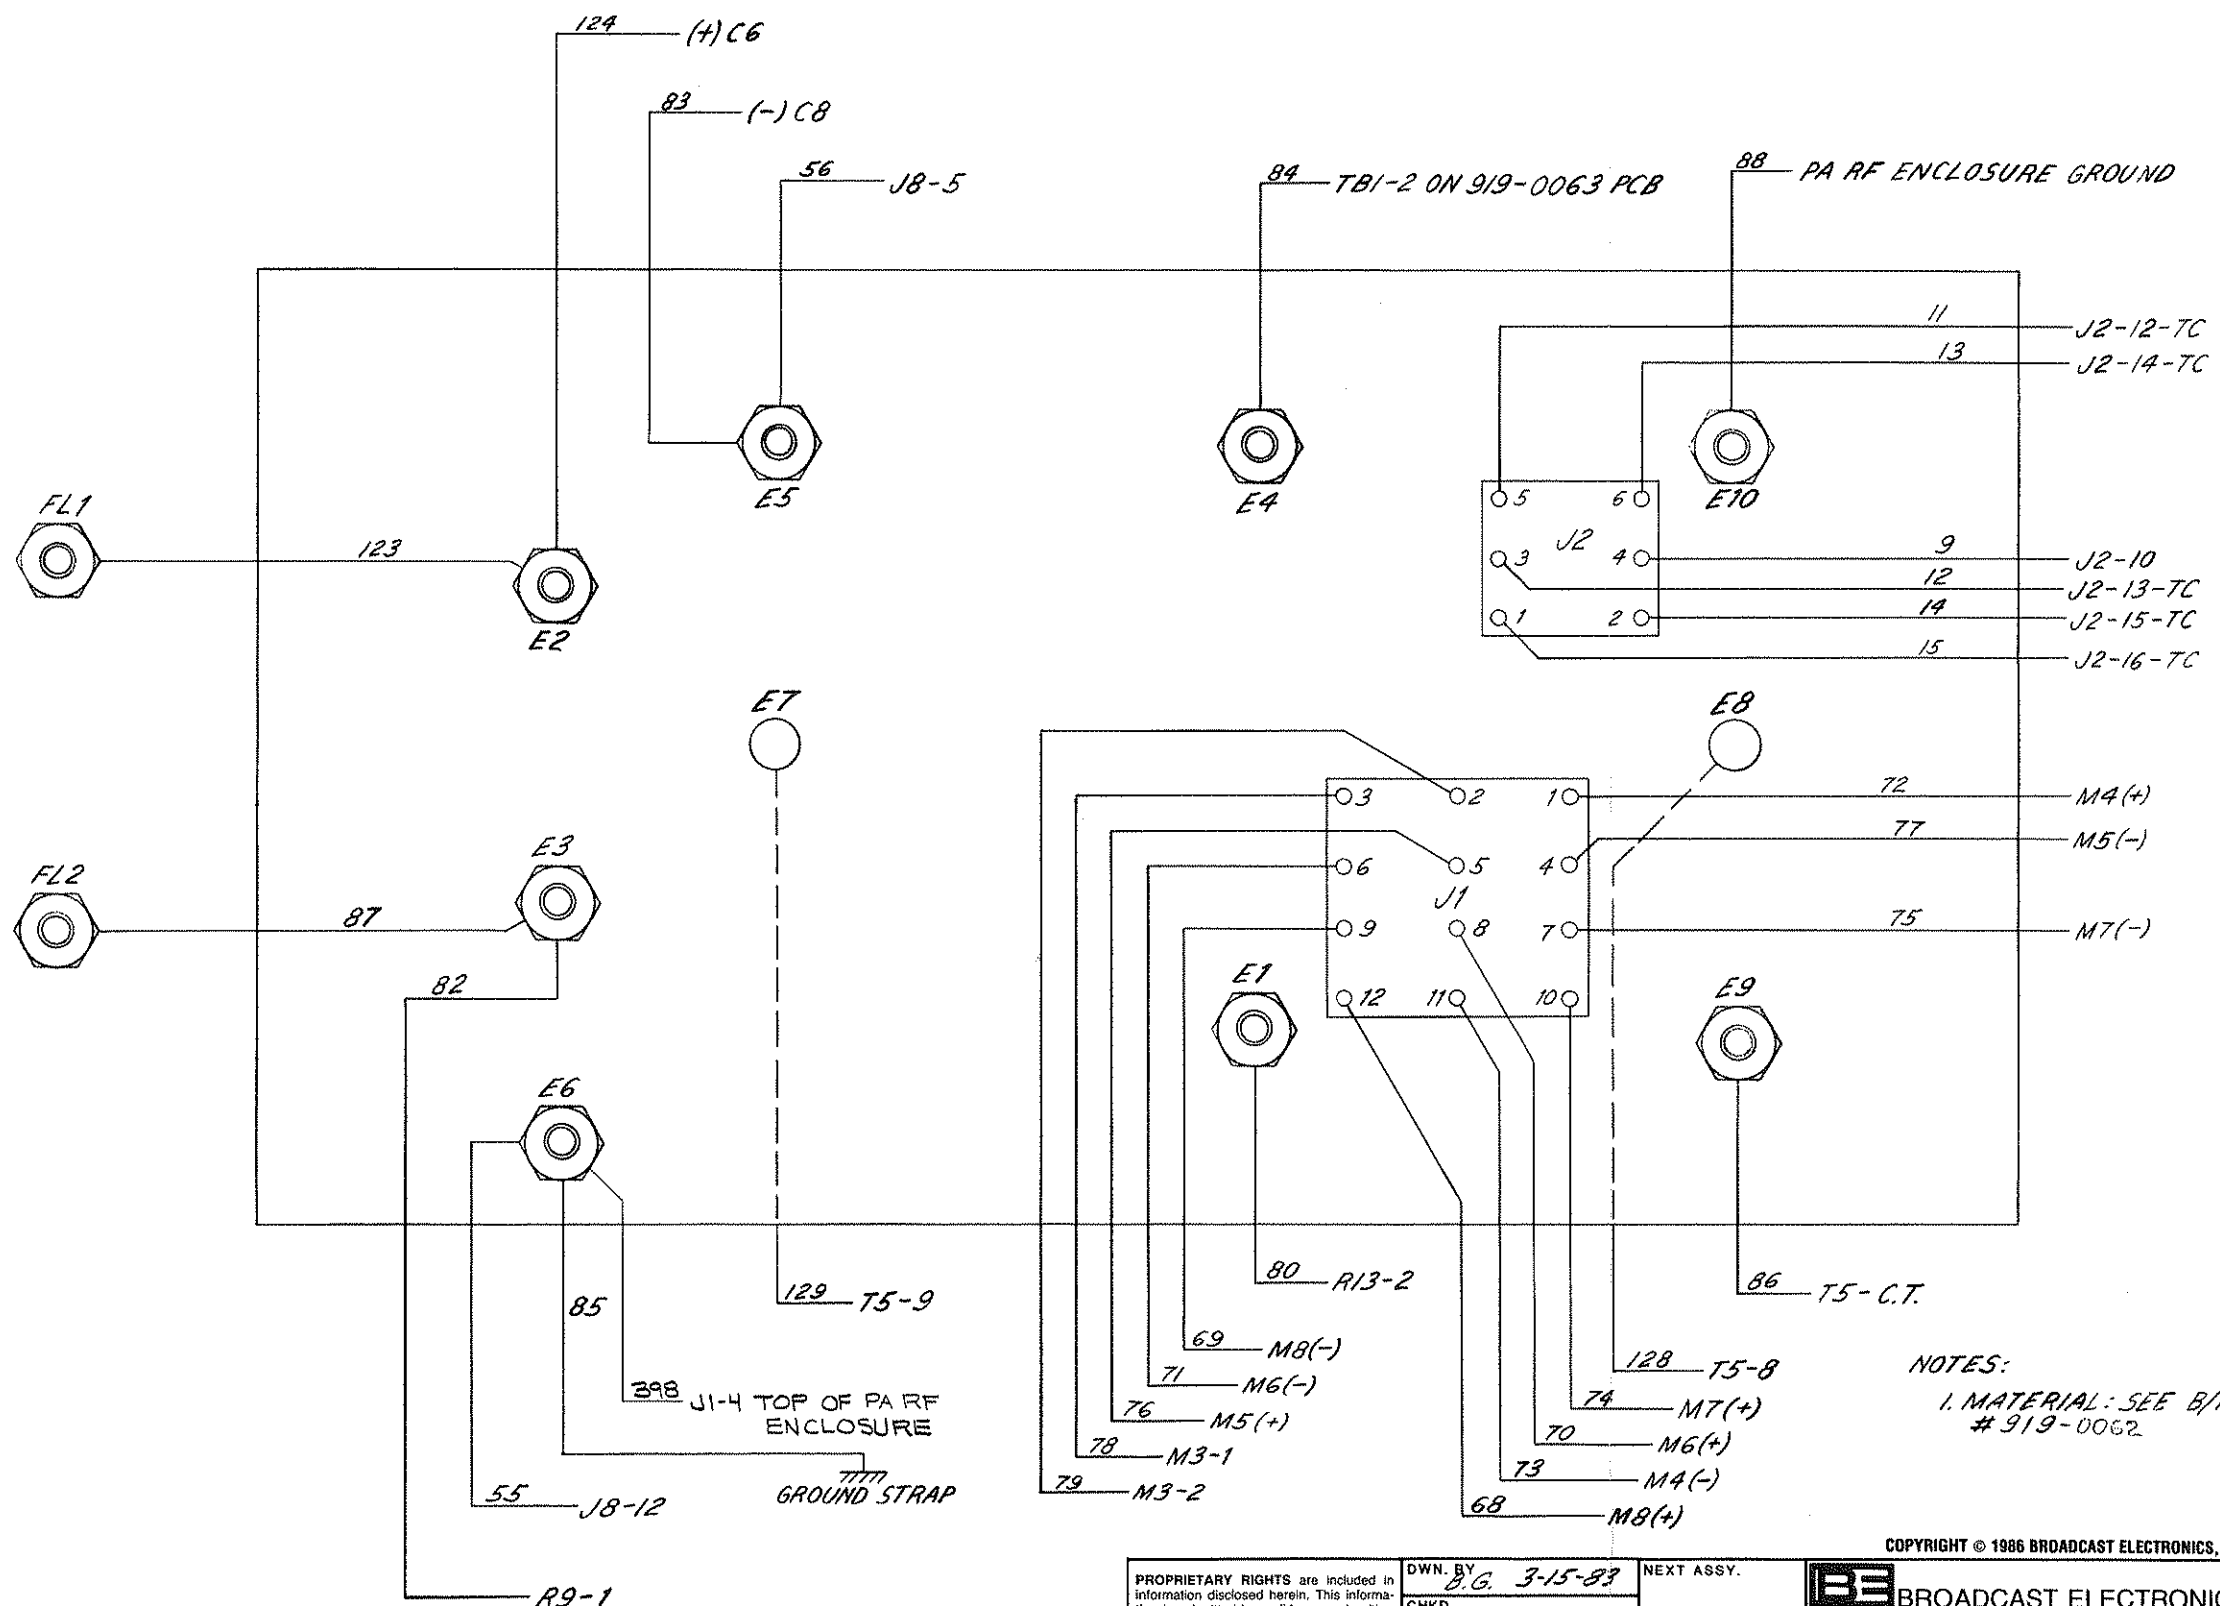 124 (+) C6
83 (-) C8
56 J8-5
84 TB1-2 ON 919-0063 PCB
88 PA RF ENCLOSURE GROUND
11 J2-12-TC
13 J2-14-TC
FL1
E5
E4
5 6
E10
J2
123
3 4
9 J2-10
12 J2-13-TC
1 2
14 J2-15-TC
E2
15 J2-16-TC
E7
E8
3 2 1
72 M4(+)
77 M5(-)
E3
6 5 4
FL2
J1
87
9 8 7
75 M7(-)
E1
82
12 11 10
E9
E6
80 R13-2
86 T5-C.T.
129 T5-9
85
69 M8(-)
128 T5-8
NOTES:
71 M6(-)
398 J1-4 TOP OF PA RF
ENCLOSURE
74 M7(+)
1. MATERIAL: SEE
# 919-0062
76 M5(+)
70 M6(+)
78 M3-1
73 M4(-)
GROUND STRAP
79 M3-2
55 J8-12
68 M8(+)
COPYRIGHT © 1986 BROADCAST ELECTRONICS,
R9-1
PROPRIETARY RIGHTS are included in
information disclosed herein. This informa-
DWN. BY B.G. 3-15-83
NEXT ASSY.
BE BROADCAST ELECTRONIC